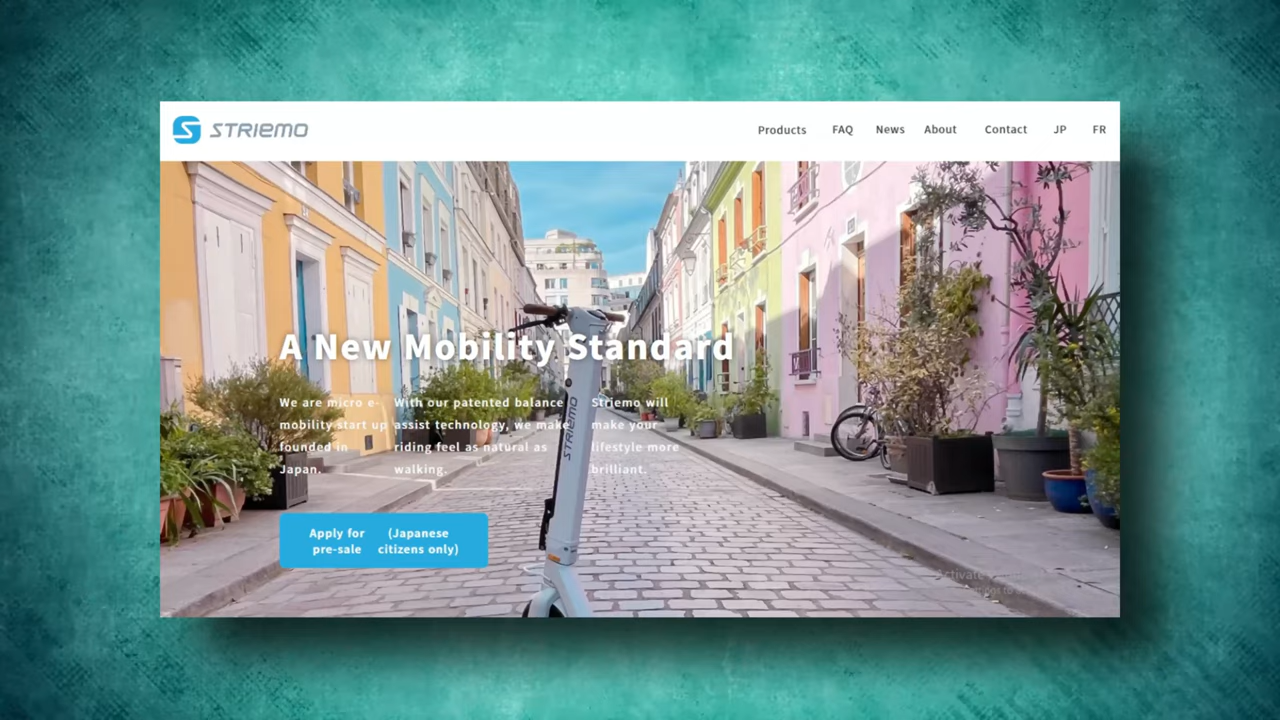 STRIEMO
Products FAQ News About Contact JP FR
A New Mobility Standard
We are micro e-
mobility start up
founded in
Japan.
With our patented balance
assist technology, we make
riding feel as natural as
walking.
Striemo will
make your
lifestyle more
brilliant.
STRIEMO
Apply for
pre-sale
(Japanese
citizens only)
Activate